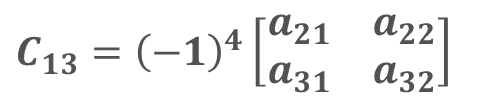 C₁₃ = (−1)⁴ [a₂₁ a₂₂
a₃₁ a₃₂]